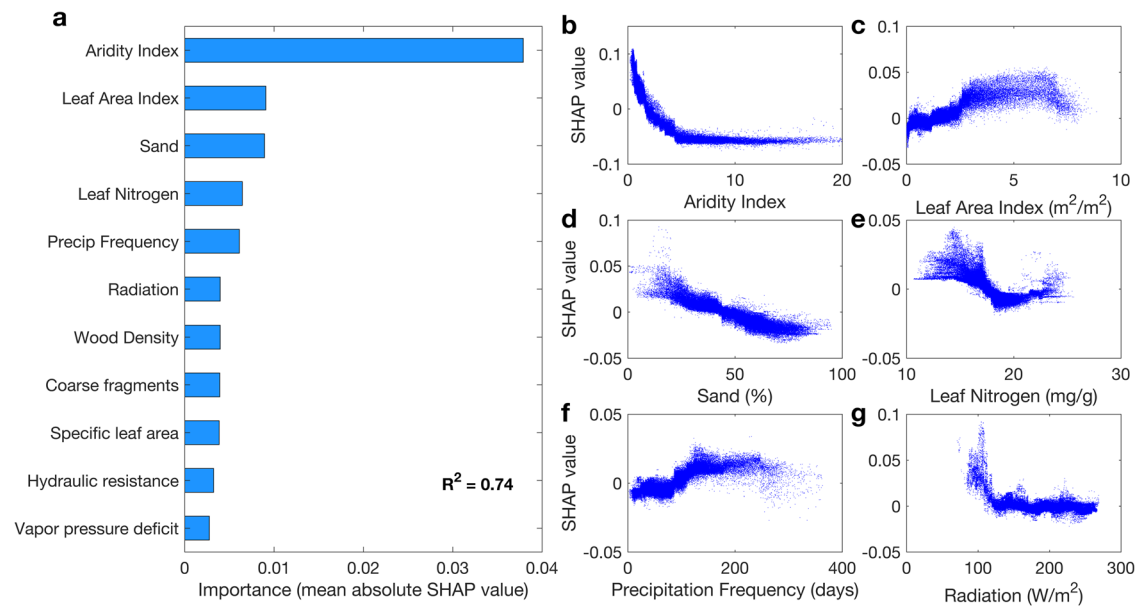 a
Aridity Index
Leaf Area Index
Sand
Leaf Nitrogen
Precip Frequency
Radiation
Wood Density
Coarse fragments
Specific leaf area
Hydraulic resistance
Vapor pressure deficit
R² = 0.74
0 0.01 0.02 0.03 0.04
Importance (mean absolute SHAP value)
b
SHAP value
0.1
0
-0.1
0 10 20
Aridity Index
c
0.1
0.05
0
-0.05
0 5 10
Leaf Area Index (m²/m²)
d
SHAP value
0.1
0.05
0
-0.05
0 50 100
Sand (%)
e
0.05
0
-0.05
10 20 30
Leaf Nitrogen (mg/g)
f
SHAP value
0.05
0
-0.05
0 200 400
Precipitation Frequency (days)
g
0.1
0.05
0
-0.05
0 100 200 300
Radiation (W/m²)